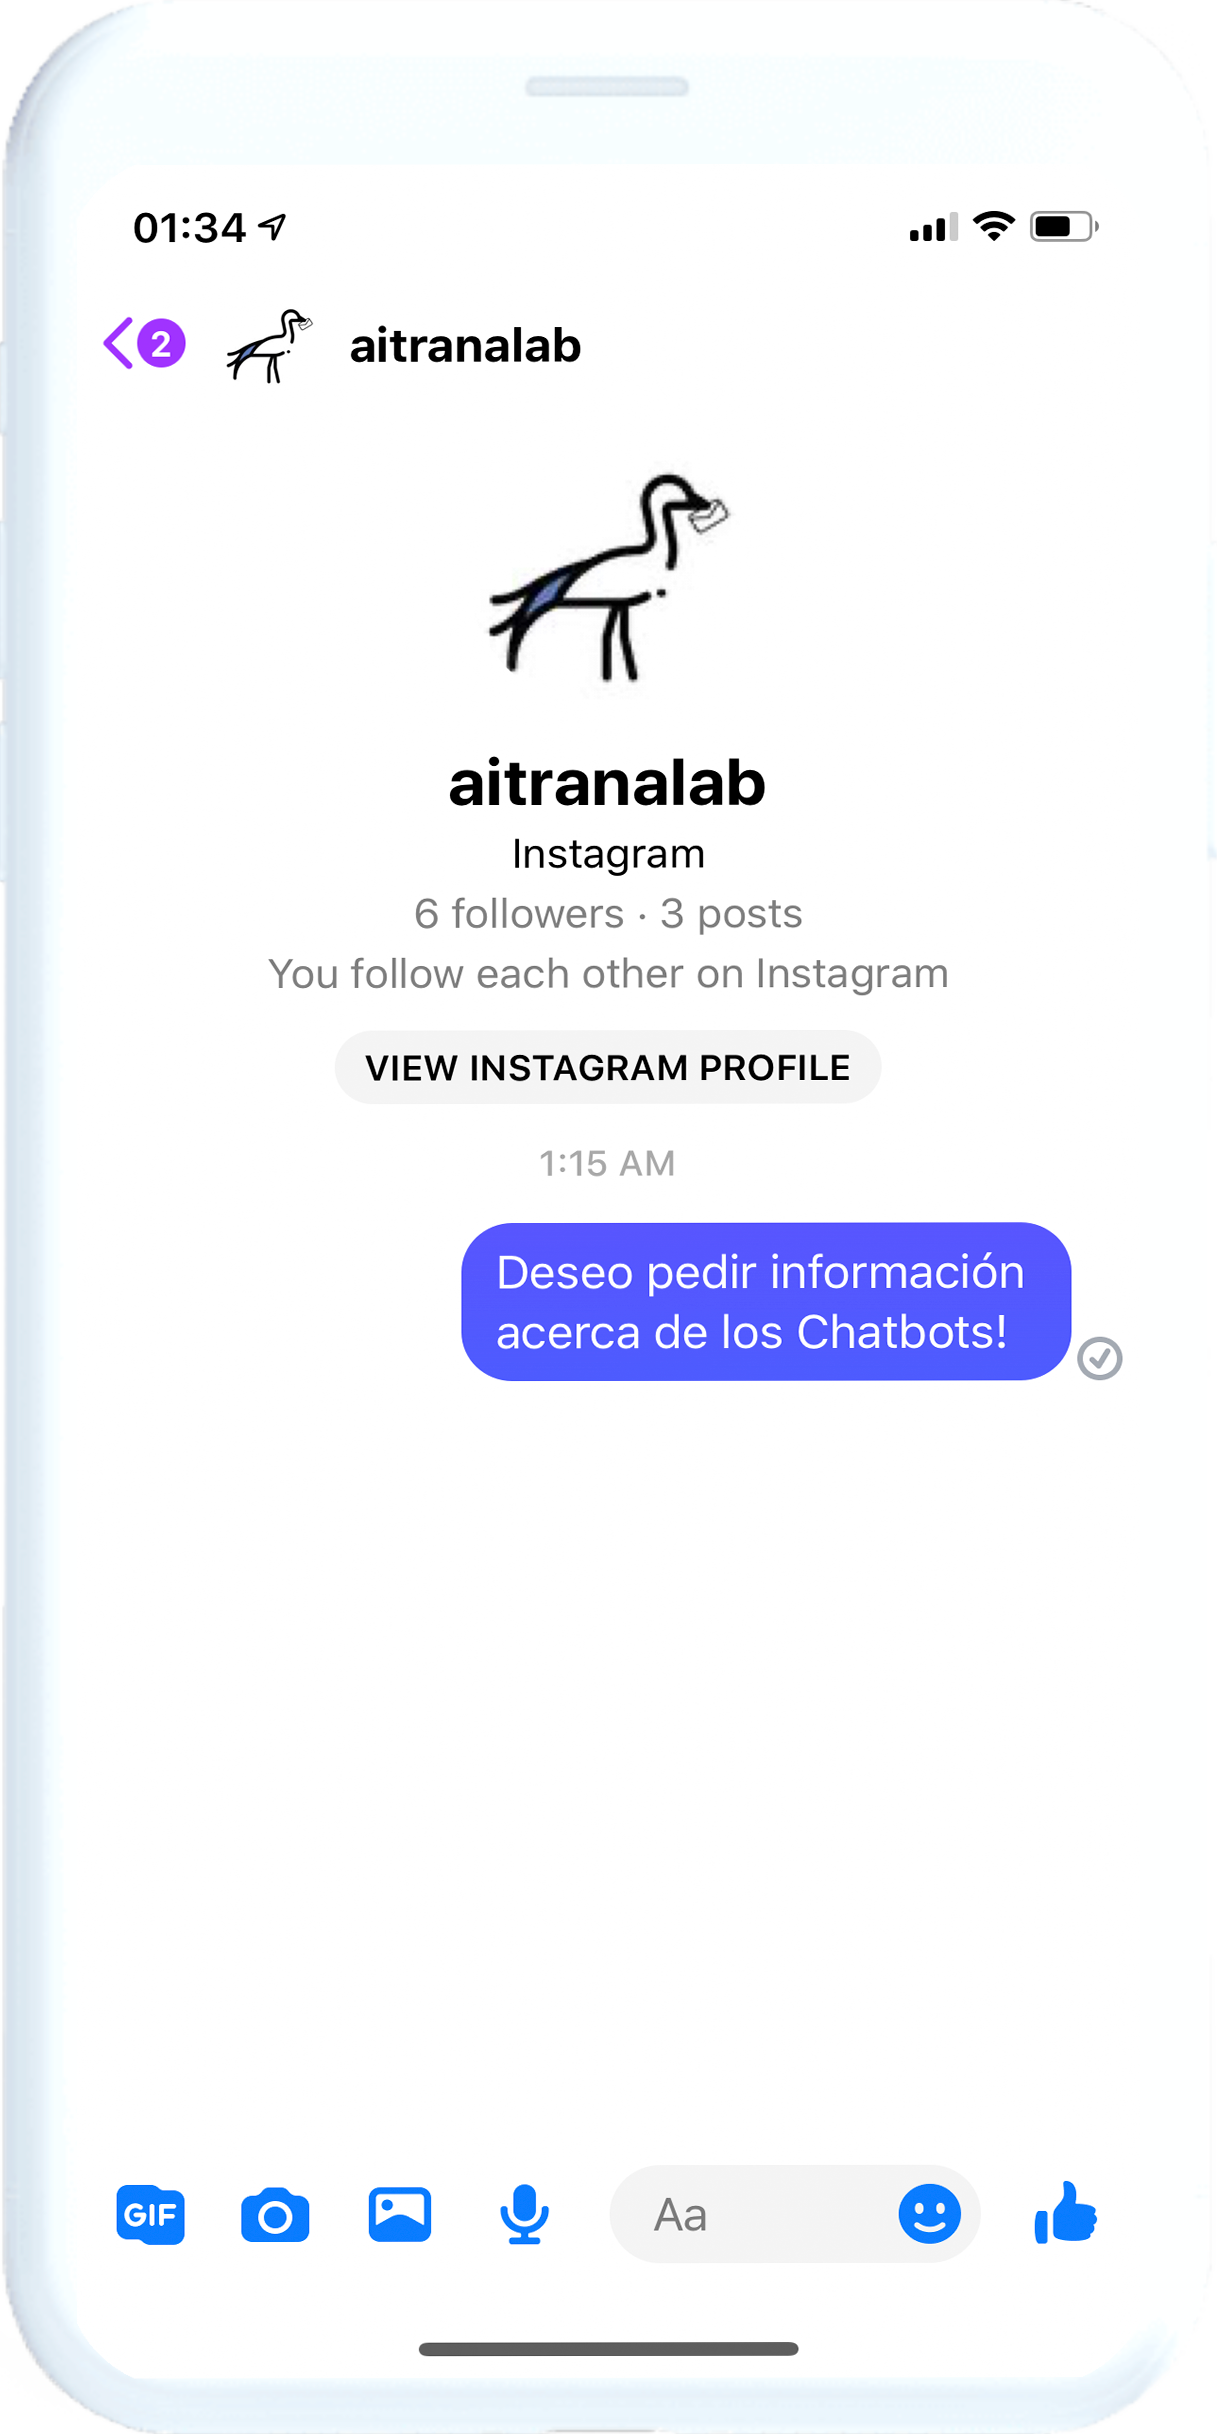 01:34
2
aitranalab
aitranalab
Instagram
6 followers · 3 posts
You follow each other on Instagram
VIEW INSTAGRAM PROFILE
1:15 AM
Deseo pedir información
acerca de los Chatbots!
GIF
Aa